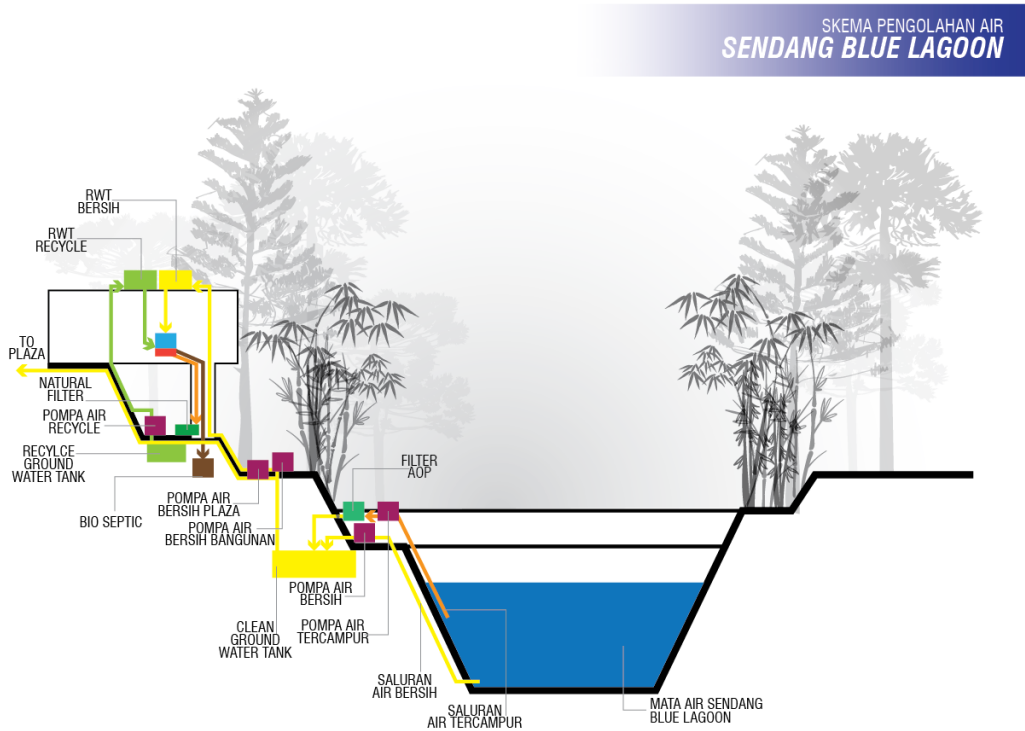 SKEMA PENGOLAHAN AIR
SENDANG BLUE LAGOON
RWT
BERSIH
RWT
RECYCLE
TO
PLAZA
NATURAL
FILTER
POMPA AIR
RECYCLE
RECYLCE
GROUND
WATER TANK
BIO SEPTIC
POMPA AIR
BERSIH PLAZA
POMPA AIR
BERSIH BANGUNAN
FILTER
AOP
POMPA AIR
BERSIH
CLEAN
GROUND
WATER TANK
POMPA AIR
TERCAMPUR
SALURAN
AIR BERSIH
SALURAN
AIR TERCAMPUR
MATA AIR SENDANG
BLUE LAGOON